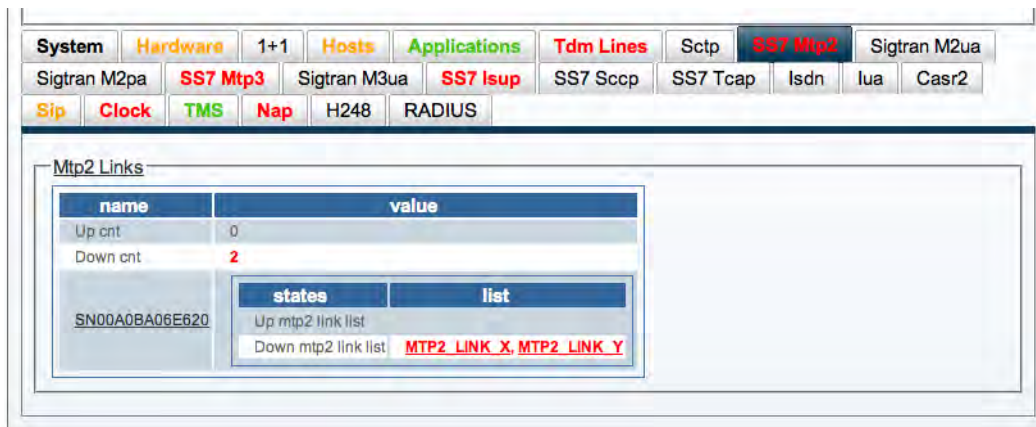 System Hardware 1+1 Hosts Applications Tdm Lines Sctp SS7 Mtp2 Sigtran M2ua
Sigtran M2pa SS7 Mtp3 Sigtran M3ua SS7 Isup SS7 Sccp SS7 Tcap Isdn Iua Casr2
Sip Clock TMS Nap H248 RADIUS
Mtp2 Links
name value
Up cnt 0
Down cnt 2
states list
SN00A0BA06E620 Up mtp2 link list
Down mtp2 link list MTP2_LINK_X, MTP2_LINK_Y